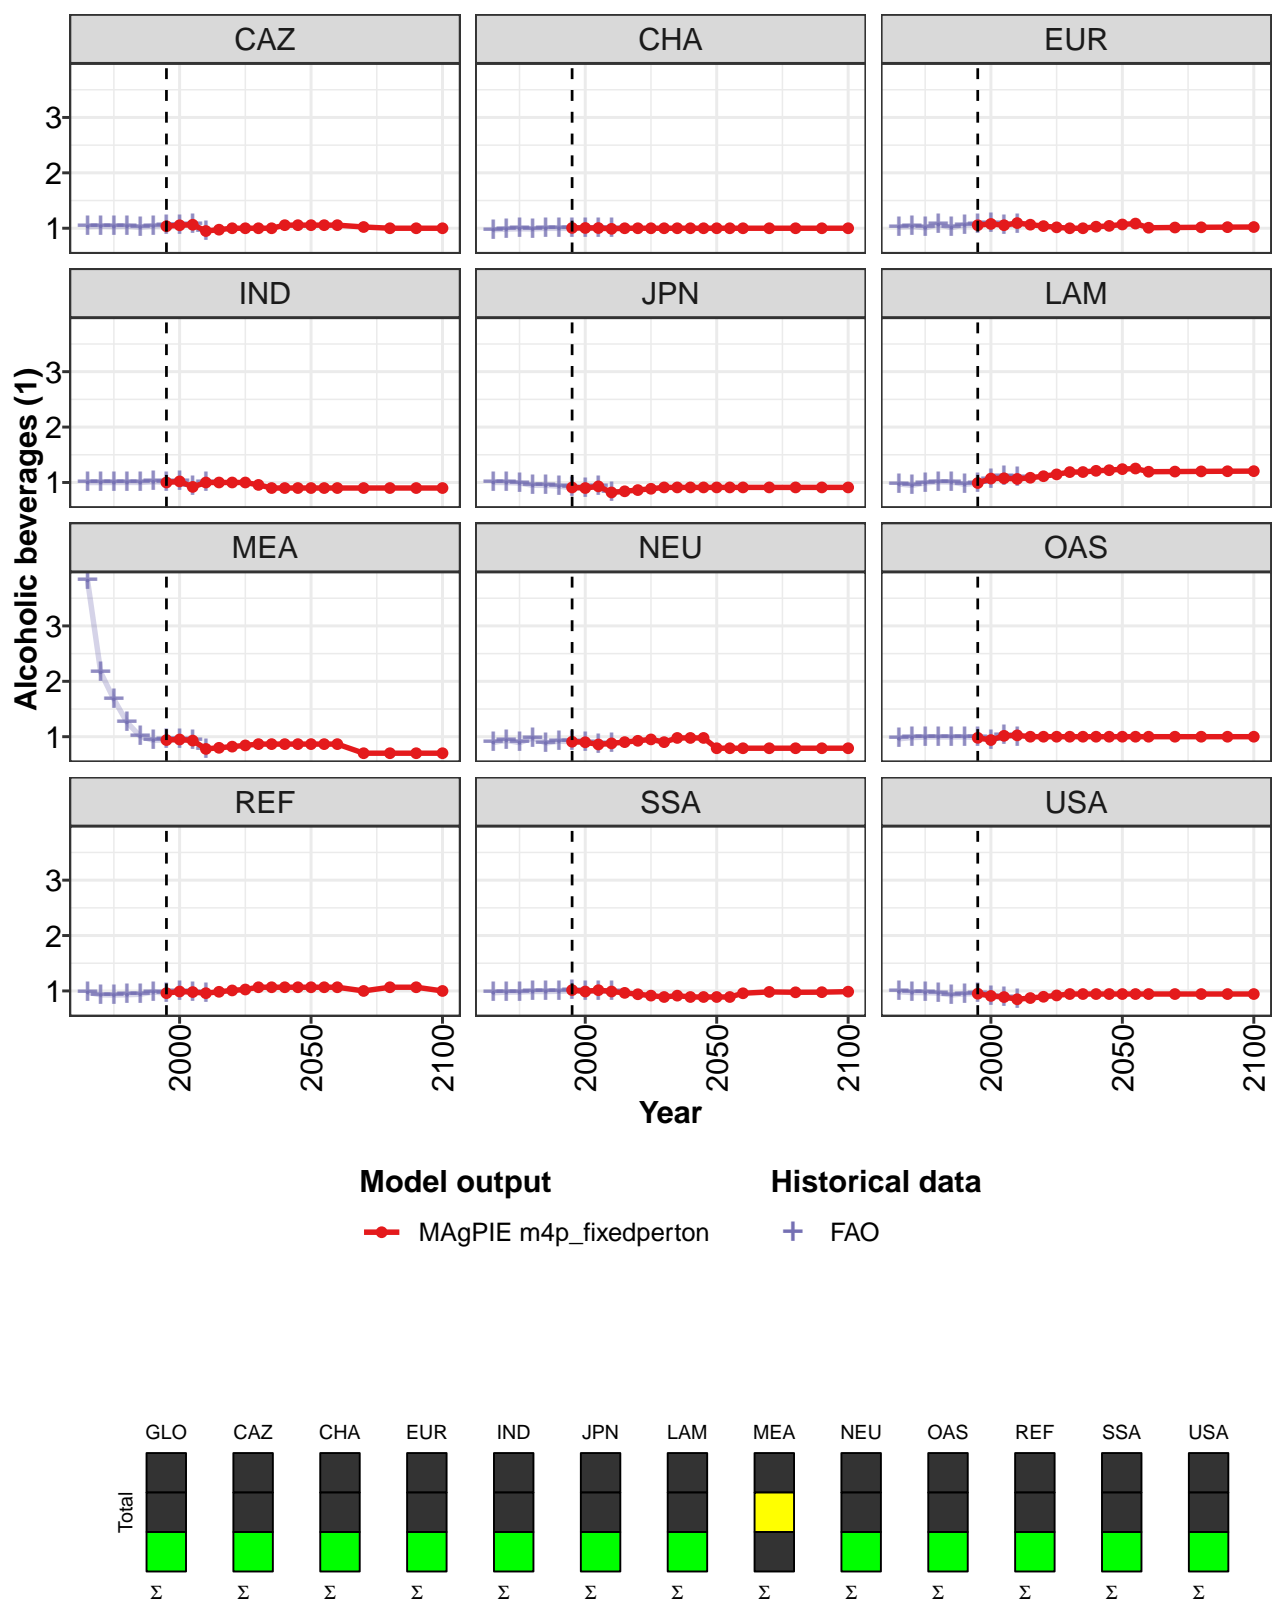 CAZ CHA EUR
3
2
1
IND JPN LAM
3
2
1
MEA NEU OAS
3
2
1
REF SSA USA
3
2
1
Alcoholic beverages (1)
2000 2050 2100 2000 2050 2100 2000 2050 2100
Year
Model output Historical data
MAgPIE m4p_fixedperton FAO
GLO CAZ CHA EUR IND JPN LAM MEA NEU OAS REF SSA USA
Total
Σ Σ Σ Σ Σ Σ Σ Σ Σ Σ Σ Σ Σ